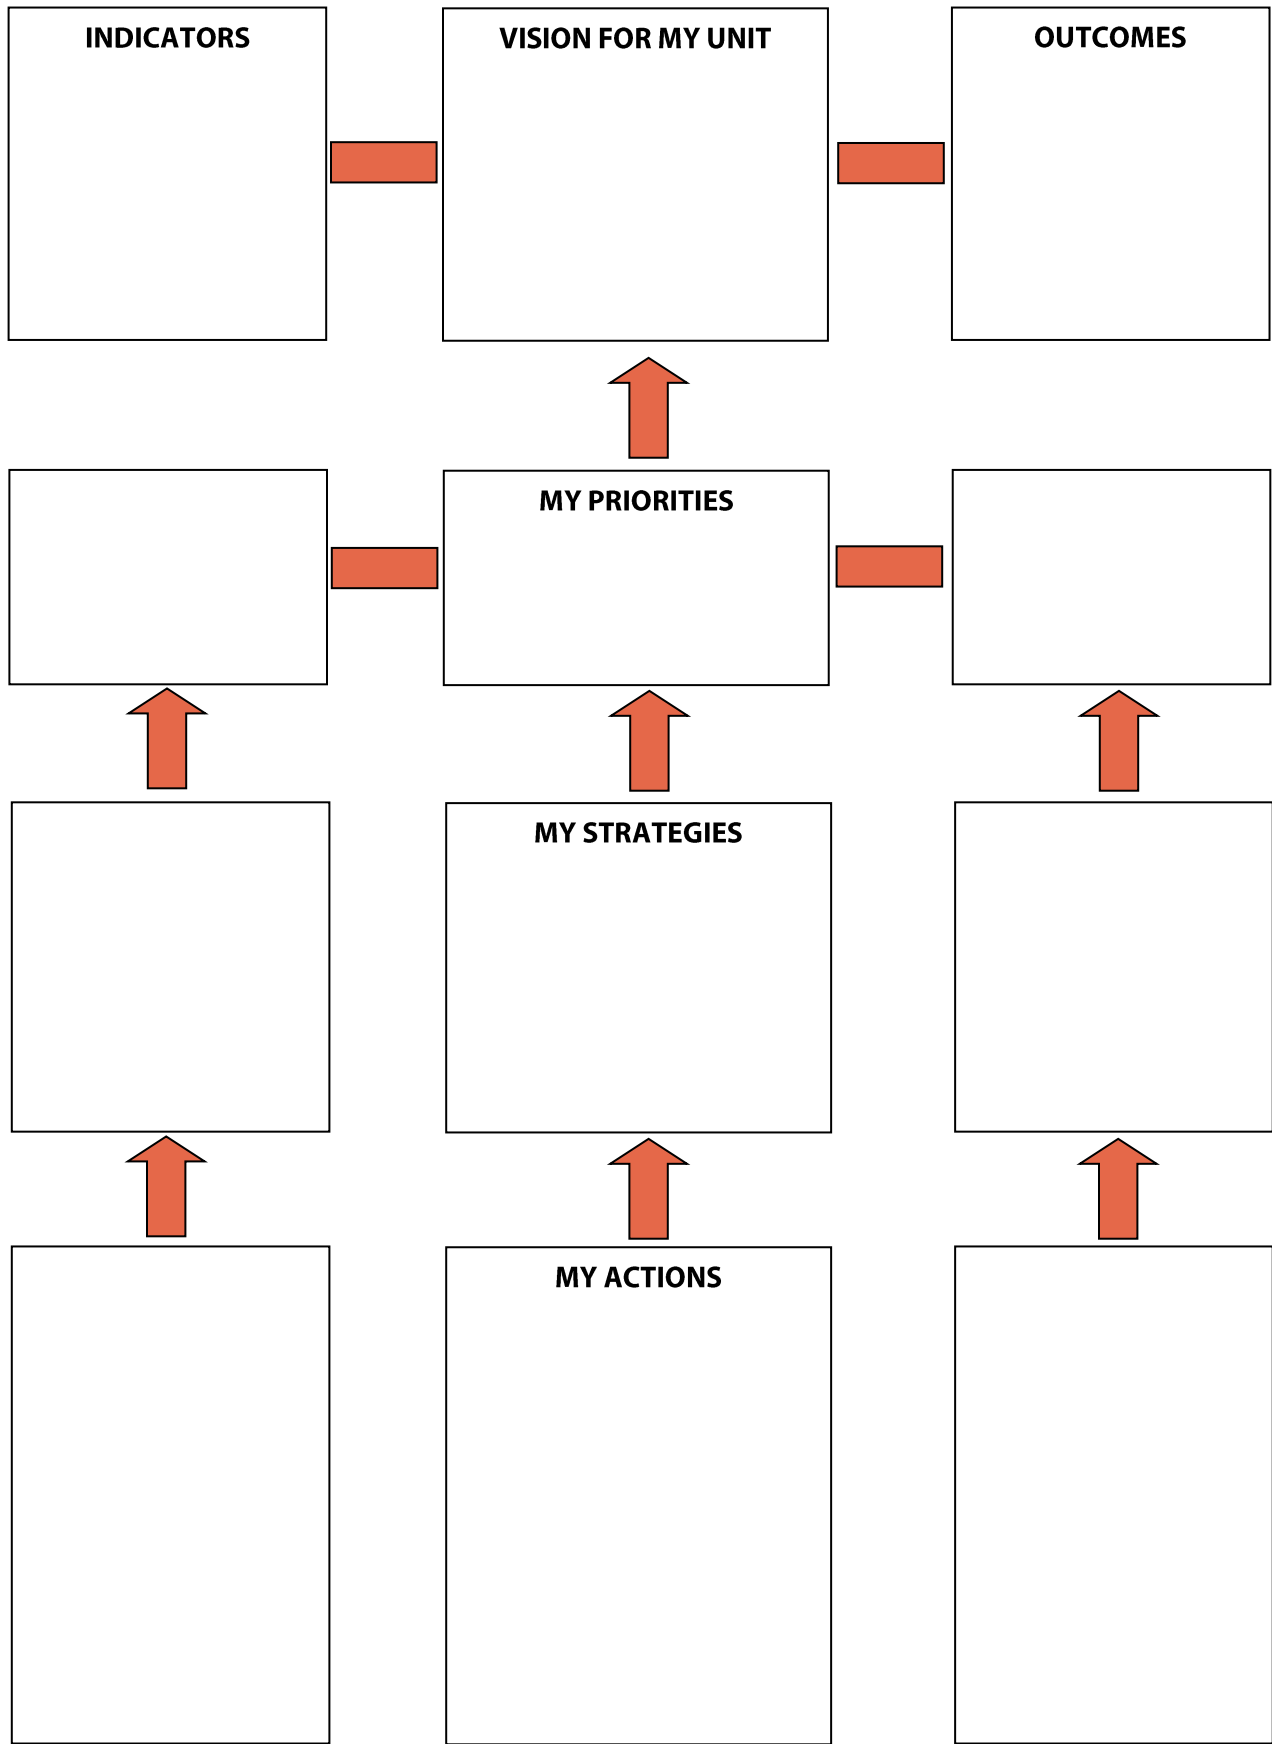 INDICATORS
VISION FOR MY UNIT
OUTCOMES
MY PRIORITIES
MY STRATEGIES
MY ACTIONS